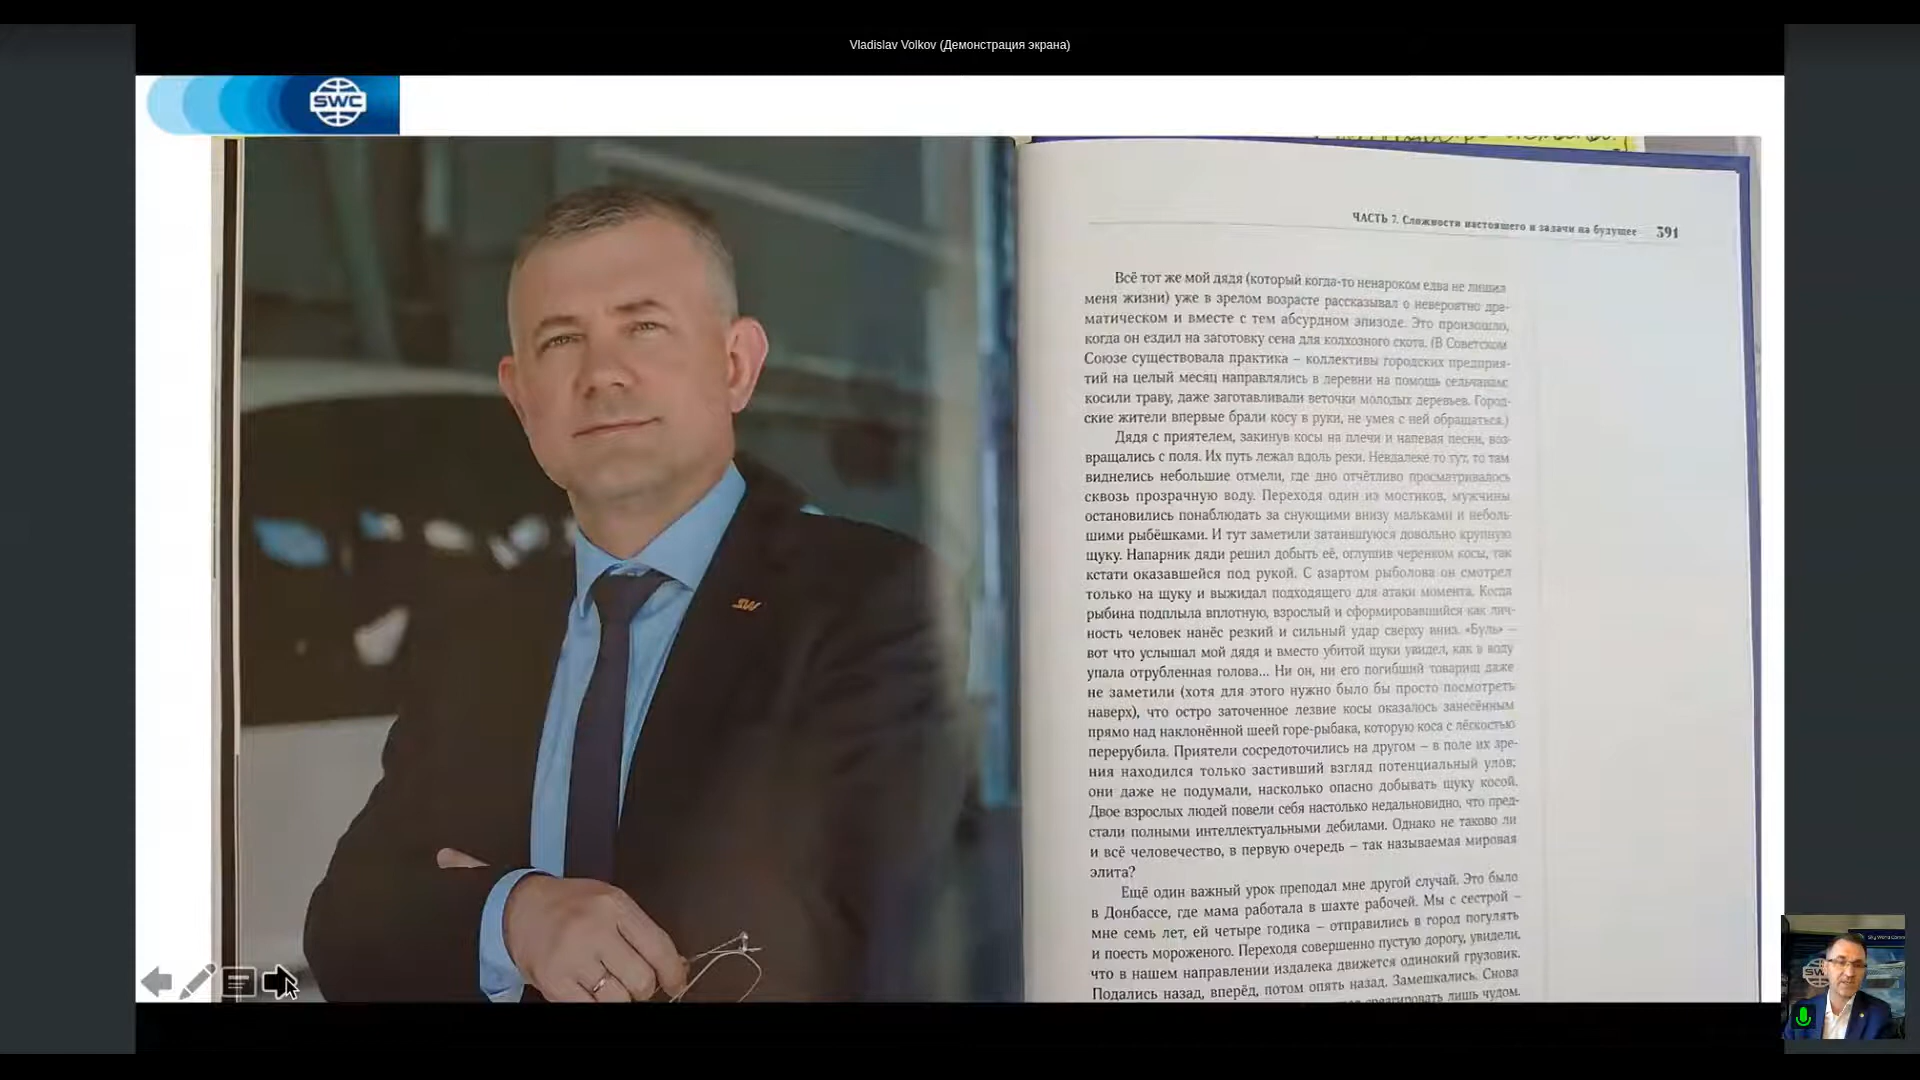 Vladislav Volkov (Демонстрация экрана)
SWC
ЧАСТЬ 7. Сложности настоящего и задачи на будущее 391
Всё тот же мой дядя (который когда-то ненароком едва не лишил
меня жизни) уже в зрелом возрасте рассказывал о невероятно дра-
матическом и вместе с тем абсурдном эпизоде. Это произошло,
когда он ездил на заготовку сена для колхозного скота. (В Советском
Союзе существовала практика – коллективы городских предприя-
тий на целый месяц направлялись в деревни на помощь сельчанам:
косили траву, даже заготавливали веточки молодых деревьев. Город-
ские жители впервые брали косу в руки, не умея с ней обращаться.)
Дядя с приятелем, закинув косы на плечи и напевая песни, воз-
вращались с поля. Их путь лежал вдоль реки. Невдалеке то тут, то там
виднелись небольшие отмели, где дно отчётливо просматривалось
сквозь прозрачную воду. Переходя один из мостиков, мужчины
остановились понаблюдать за снующими внизу мальками и неболь-
шими рыбёшками. И тут заметили затаившуюся довольно крупную
щуку. Напарник дяди решил добыть её, оглушив черенком косы, так
кстати оказавшейся под рукой. С азартом рыболова он смотрел
только на щуку и выжидал подходящего для атаки момента. Когда
рыбина подплыла вплотную, взрослый и сформировавшийся как лич-
ность человек нанёс резкий и сильный удар сверху вниз. «Буль» –
вот что услышал мой дядя и вместо убитой щуки увидел, как в воду
упала отрубленная голова... Ни он, ни его погибший товарищ даже
не заметили (хотя для этого нужно было бы просто посмотреть
наверх), что остро заточенное лезвие косы оказалось занесённым
прямо над наклонённой шеей горе-рыбака, которую коса с лёгкостью
перерубила. Приятели сосредоточились на другом – в поле их зре-
ния находился только застивший взгляд потенциальный улов;
они даже не подумали, насколько опасно добывать щуку косой.
Двое взрослых людей повели себя настолько недальновидно, что пред-
стали полными интеллектуальными дебилами. Однако не таково ли
и всё человечество, в первую очередь – так называемая мировая
элита?
Ещё один важный урок преподал мне другой случай. Это было
в Донбассе, где мама работала в шахте рабочей. Мы с сестрой –
мне семь лет, ей четыре годика – отправились в город погулять
и поесть мороженого. Переходя совершенно пустую дорогу, увидели,
что в нашем направлении издалека движется одинокий грузовик.
Подались назад, вперёд, потом опять назад. Замешкались. Снова
среагировать лишь чудом.
SW